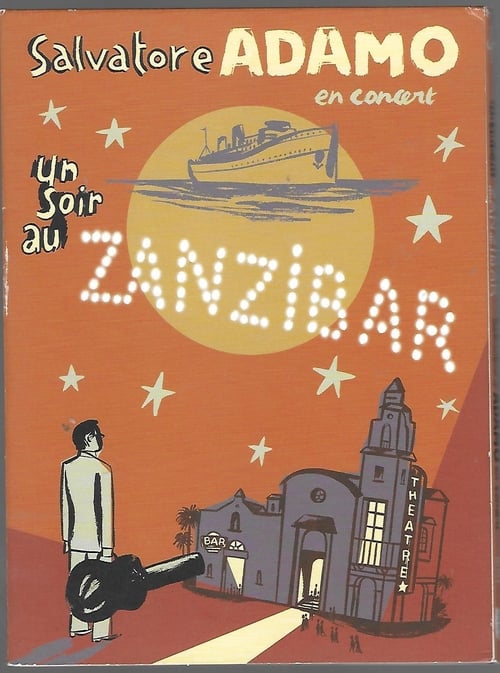 Salvatore ADAMO
en concert
un
Soir
au
ZANZiBAR
BAR
THEATRE